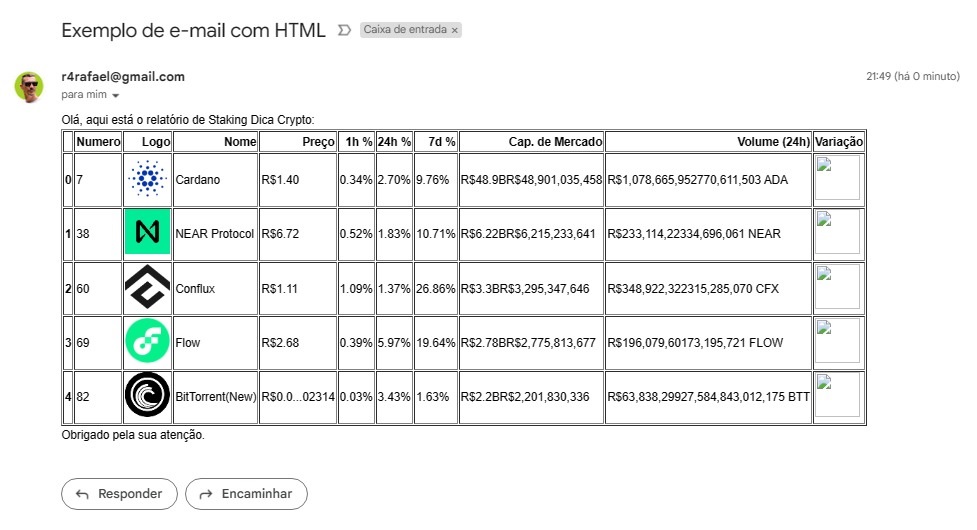 Exemplo de e-mail com HTML Caixa de entrada ×
r4rafael@gmail.com 21:49 (há 0 minuto)
para mim
Olá, aqui está o relatório de Staking Dica Crypto:
Numero Logo Nome Preço 1h % 24h % 7d % Cap. de Mercado Volume (24h) Variação
0 7 Cardano R$1.40 0.34% 2.70% 9.76% R$48.9BR$48,901,035,458 R$1,078,665,952770,611,503 ADA
1 38 NEAR Protocol R$6.72 0.52% 1.83% 10.71% R$6.22BR$6,215,233,641 R$233,114,22334,696,061 NEAR
2 60 Conflux R$1.11 1.09% 1.37% 26.86% R$3.3BR$3,295,347,646 R$348,922,322315,285,070 CFX
3 69 Flow R$2.68 0.39% 5.97% 19.64% R$2.78BR$2,775,813,677 R$196,079,60173,195,721 FLOW
4 82 BitTorrent(New) R$0.0...02314 0.03% 3.43% 1.63% R$2.2BR$2,201,830,336 R$63,838,29927,584,843,012,175 BTT
Obrigado pela sua atenção.
Responder Encaminhar